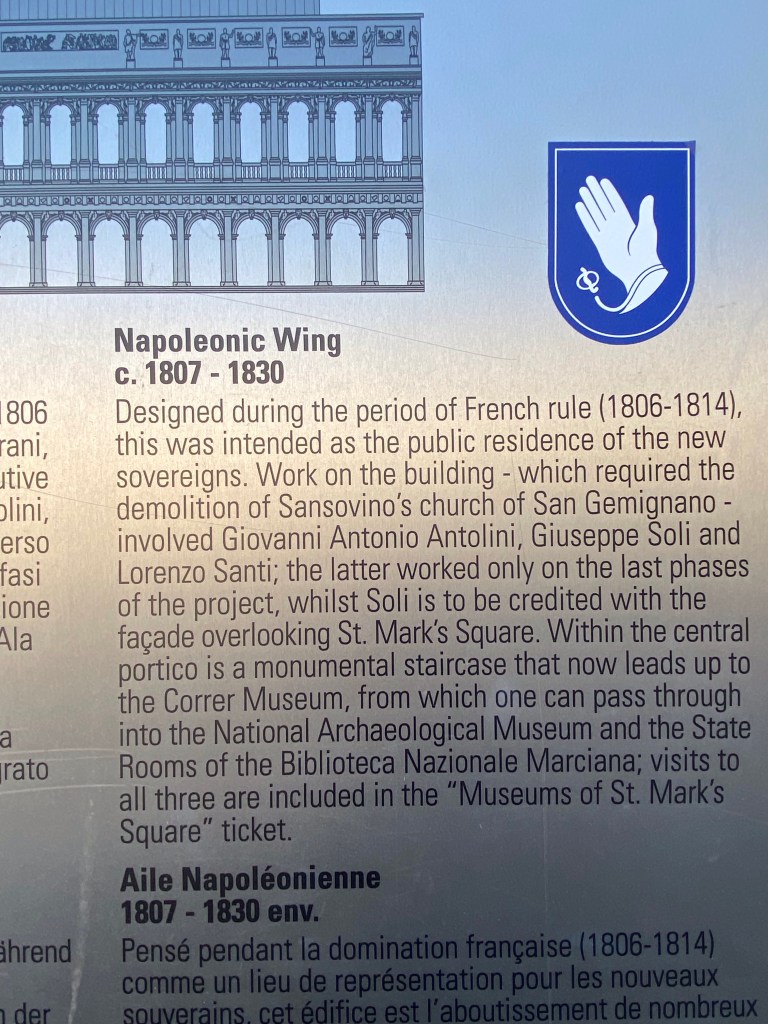 Napoleonic Wing
c. 1807 - 1830
1806
Designed during the period of French rule (1806-1814),
this was intended as the public residence of the new
sovereigns. Work on the building - which required the
demolition of Sansovino's church of San Gemignano -
involved Giovanni Antonio Antolini, Giuseppe Soli and
Lorenzo Santi; the latter worked only on the last phases
of the project, whilst Soli is to be credited with the
façade overlooking St. Mark's Square. Within the central
portico is a monumental staircase that now leads up to
the Correr Museum, from which one can pass through
into the National Archaeological Museum and the State
Rooms of the Biblioteca Nazionale Marciana; visits to
all three are included in the “Museums of St. Mark's
Square” ticket.
Aile Napoléonienne
1807 - 1830 env.
Pensé pendant la domination française (1806-1814)
comme un lieu de représentation pour les nouveaux
souverains, cet édifice est l'aboutissement de nombreux
rani,
utive
olini,
erso
fasi
ione
Ala
a
grato
ährend
der